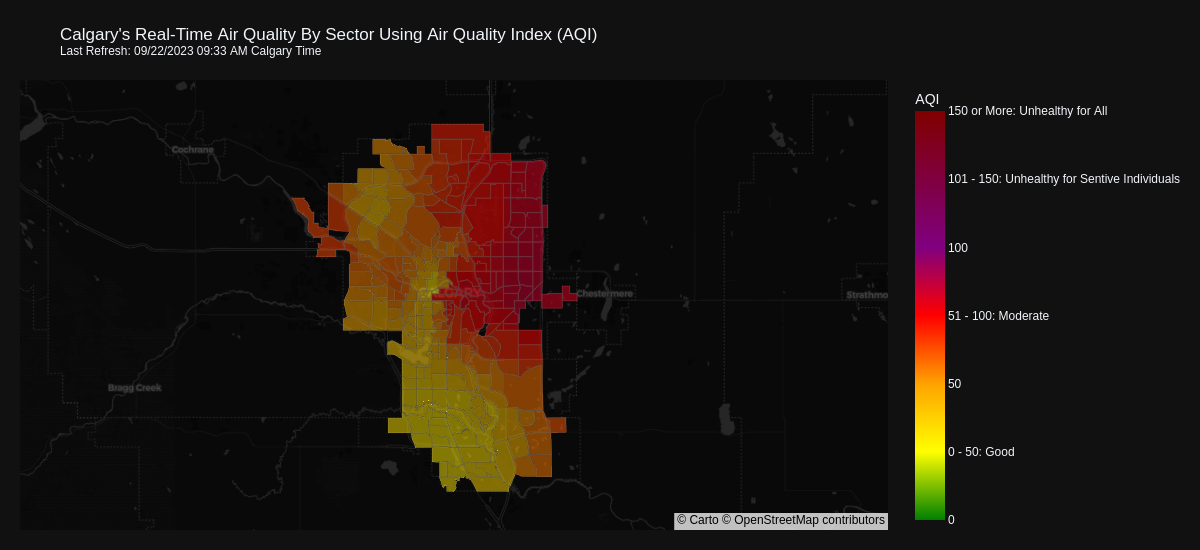 Calgary's Real-Time Air Quality By Sector Using Air Quality Index (AQI)
Last Refresh: 09/22/2023 09:33 AM Calgary Time
AQI
150 or More: Unhealthy for All
Cochrane
101 - 150: Unhealthy for Sentive Individuals
100
Chestermere
Strathmo
51 - 100: Moderate
Bragg Creek
50
0 - 50: Good
© Carto © OpenStreetMap contributors
0